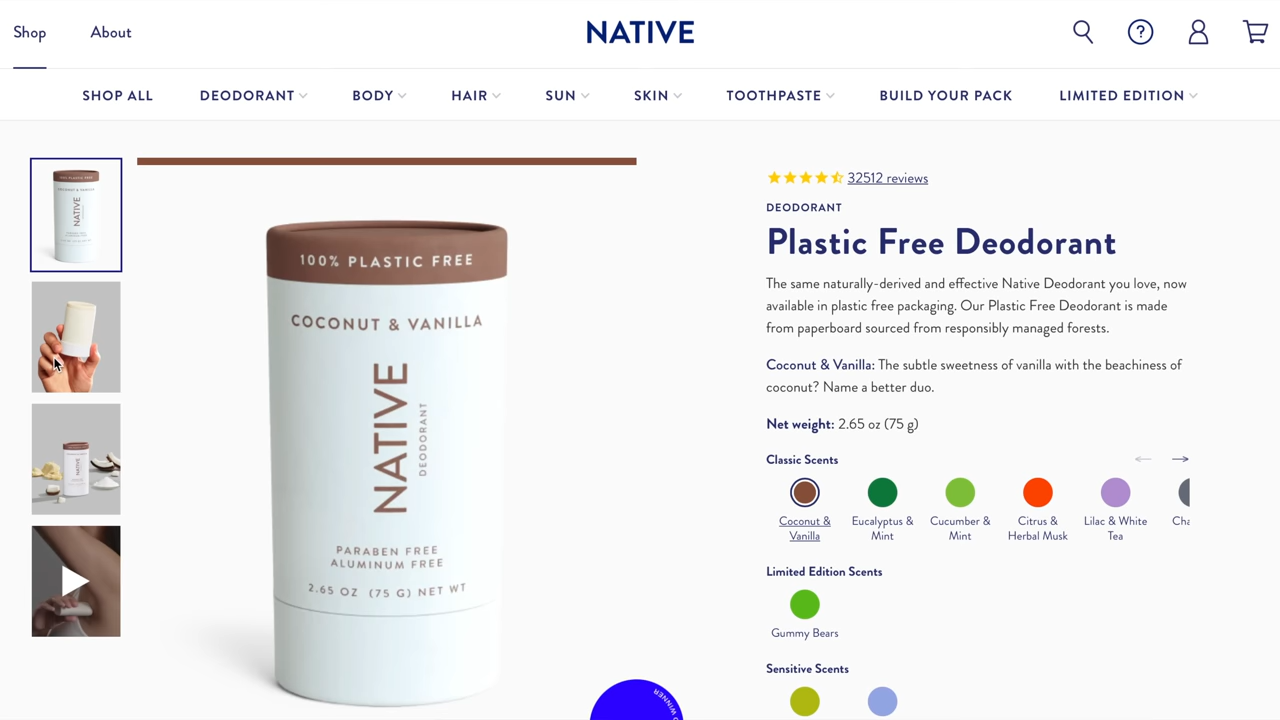 Shop
About
NATIVE
SHOP ALL
DEODORANT
BODY
HAIR
SUN
SKIN
TOOTHPASTE
BUILD YOUR PACK
LIMITED EDITION
100% PLASTIC FREE
COCONUT & VANILLA
NATIVE
DEODORANT
PARABEN FREE
ALUMINUM FREE
2.65 OZ (75 G) NET WT
WINNER
32512 reviews
DEODORANT
Plastic Free Deodorant
The same naturally-derived and effective Native Deodorant you love, now
available in plastic free packaging. Our Plastic Free Deodorant is made
from paperboard sourced from responsibly managed forests.
Coconut & Vanilla: The subtle sweetness of vanilla with the beachiness of
coconut? Name a better duo.
Net weight: 2.65 oz (75 g)
Classic Scents
Coconut &
Vanilla
Eucalyptus &
Mint
Cucumber &
Mint
Citrus &
Herbal Musk
Lilac & White
Tea
Cha
Limited Edition Scents
Gummy Bears
Sensitive Scents